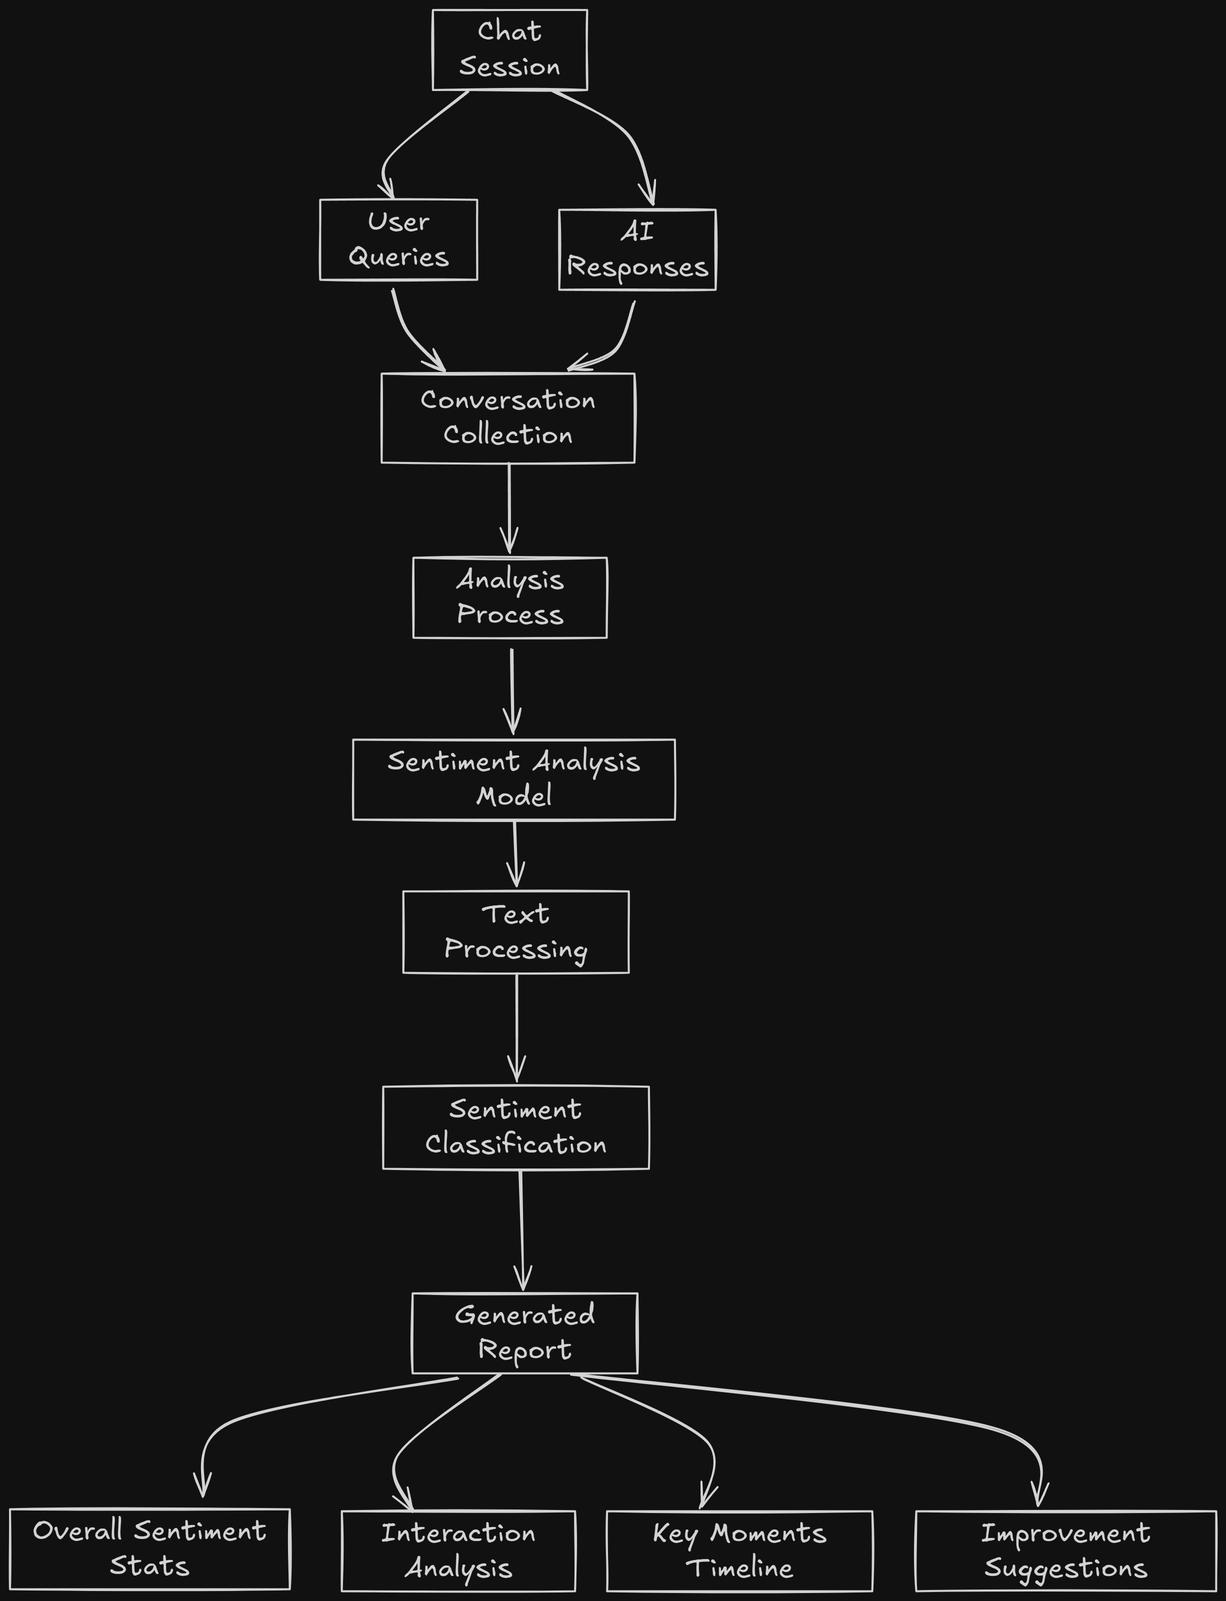 Chat
Session
User
Queries
AI
Responses
Conversation
Collection
Analysis
Process
Sentiment Analysis
Model
Text
Processing
Sentiment
Classification
Generated
Report
Overall Sentiment
Stats
Interaction
Analysis
Key Moments
Timeline
Improvement
Suggestions